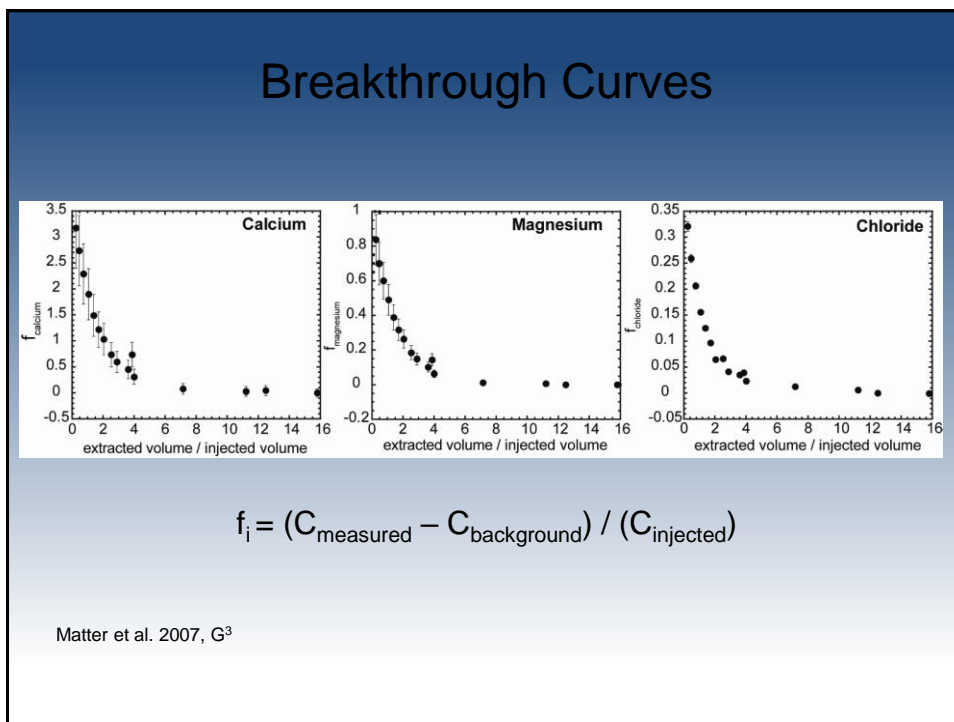 Breakthrough Curves
3.5
3
2.5
2
1.5
1
0.5
0
-0.5
f calcium
Calcium
0 2 4 6 8 10 12 14 16
extracted volume / injected volume
1
0.8
0.6
0.4
0.2
0
-0.2
f magnesium
Magnesium
0 2 4 6 8 10 12 14 16
extracted volume / injected volume
0.35
0.3
0.25
0.2
0.15
0.1
0.05
0
-0.05
f chloride
Chloride
0 2 4 6 8 10 12 14 16
extracted volume / injected volume
fi = (Cmeasured – Cbackground) / (Cinjected)
Matter et al. 2007, G3